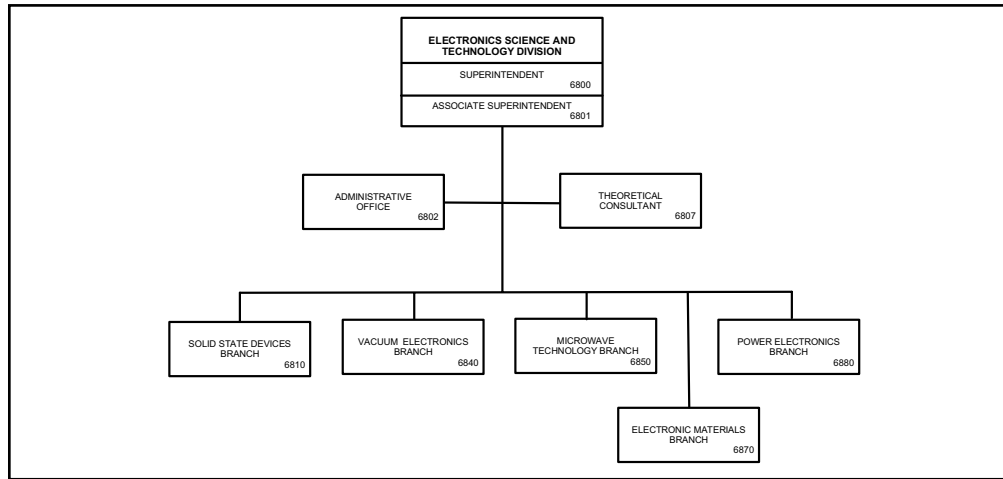 ELECTRONICS SCIENCE AND
TECHNOLOGY DIVISION
SUPERINTENDENT
6800
ASSOCIATE SUPERINTENDENT
6801
ADMINISTRATIVE
OFFICE
6802
THEORETICAL
CONSULTANT
6807
SOLID STATE DEVICES
BRANCH
6810
VACUUM ELECTRONICS
BRANCH
6840
MICROWAVE
TECHNOLOGY BRANCH
6850
POWER ELECTRONICS
BRANCH
6880
ELECTRONIC MATERIALS
BRANCH
6870